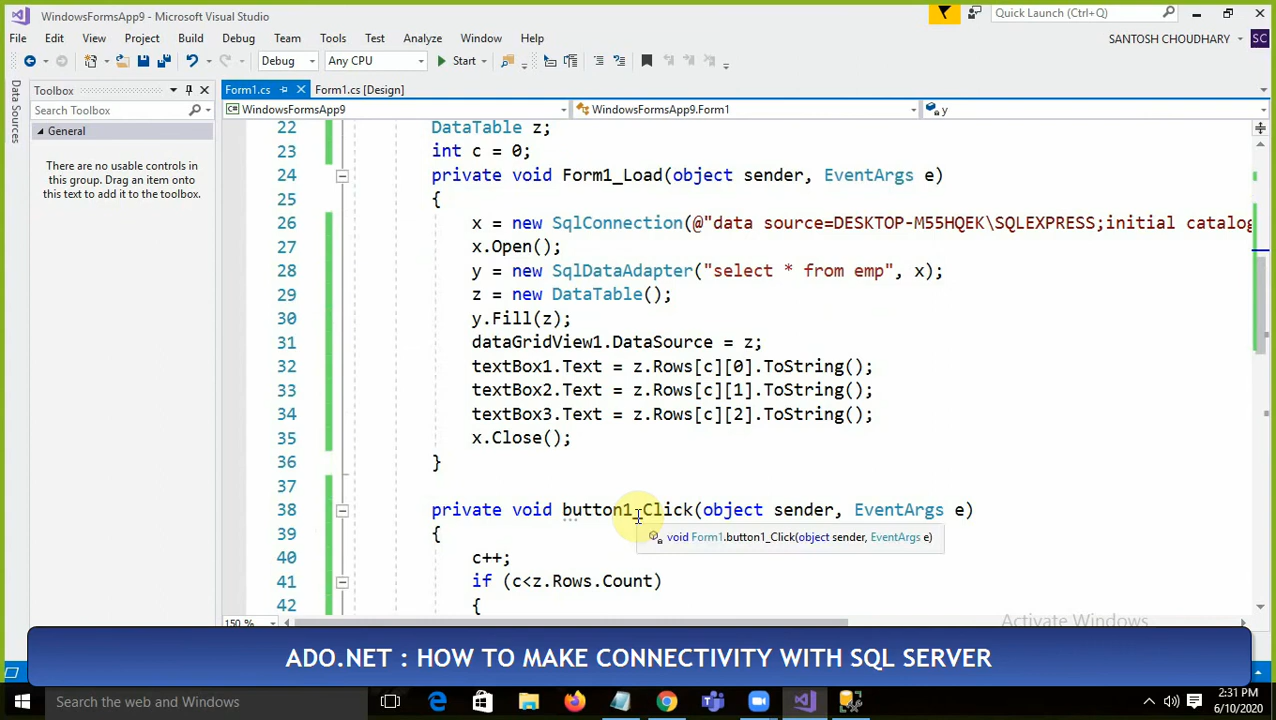 WindowsFormsApp9 - Microsoft Visual Studio
Quick Launch (Ctrl+Q)
File Edit View Project Build Debug Team Tools Test Analyze Window Help
SANTOSH CHOUDHARY SC
Debug Any CPU Start
Data Sources
Toolbox
Form1.cs Form1.cs [Design]
Search Toolbox
WindowsFormsApp9 WindowsFormsApp9.Form1 y
General
There are no usable controls in
this group. Drag an item onto
this text to add it to the toolbox.
22 DataTable z;
23 int c = 0;
24 private void Form1_Load(object sender, EventArgs e)
25 {
26 x = new SqlConnection(@"data source=DESKTOP-M55HQEK\SQLEXPRESS;initial catalog
27 x.Open();
28 y = new SqlDataAdapter("select * from emp", x);
29 z = new DataTable();
30 y.Fill(z);
31 dataGridView1.DataSource = z;
32 textBox1.Text = z.Rows[c][0].ToString();
33 textBox2.Text = z.Rows[c][1].ToString();
34 textBox3.Text = z.Rows[c][2].ToString();
35 x.Close();
36 }
37
38 private void button1_Click(object sender, EventArgs e)
void Form1.button1_Click(object sender, EventArgs e)
39 {
40 c++;
41 if (c<z.Rows.Count)
42 {
150 %
Activate Windows
ADO.NET : HOW TO MAKE CONNECTIVITY WITH SQL SERVER
Search the web and Windows
2:31 PM
6/10/2020